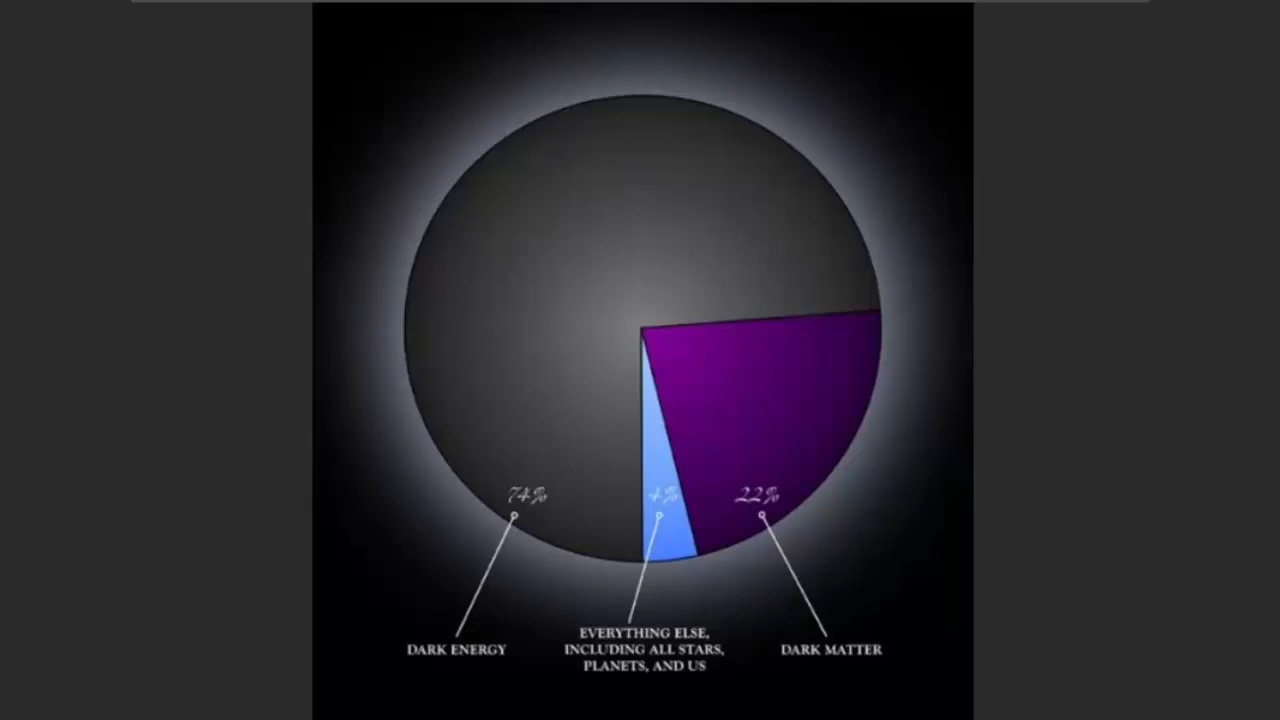 74%
4%
22%
DARK ENERGY
EVERYTHING ELSE,
INCLUDING ALL STARS,
PLANETS, AND US
DARK MATTER